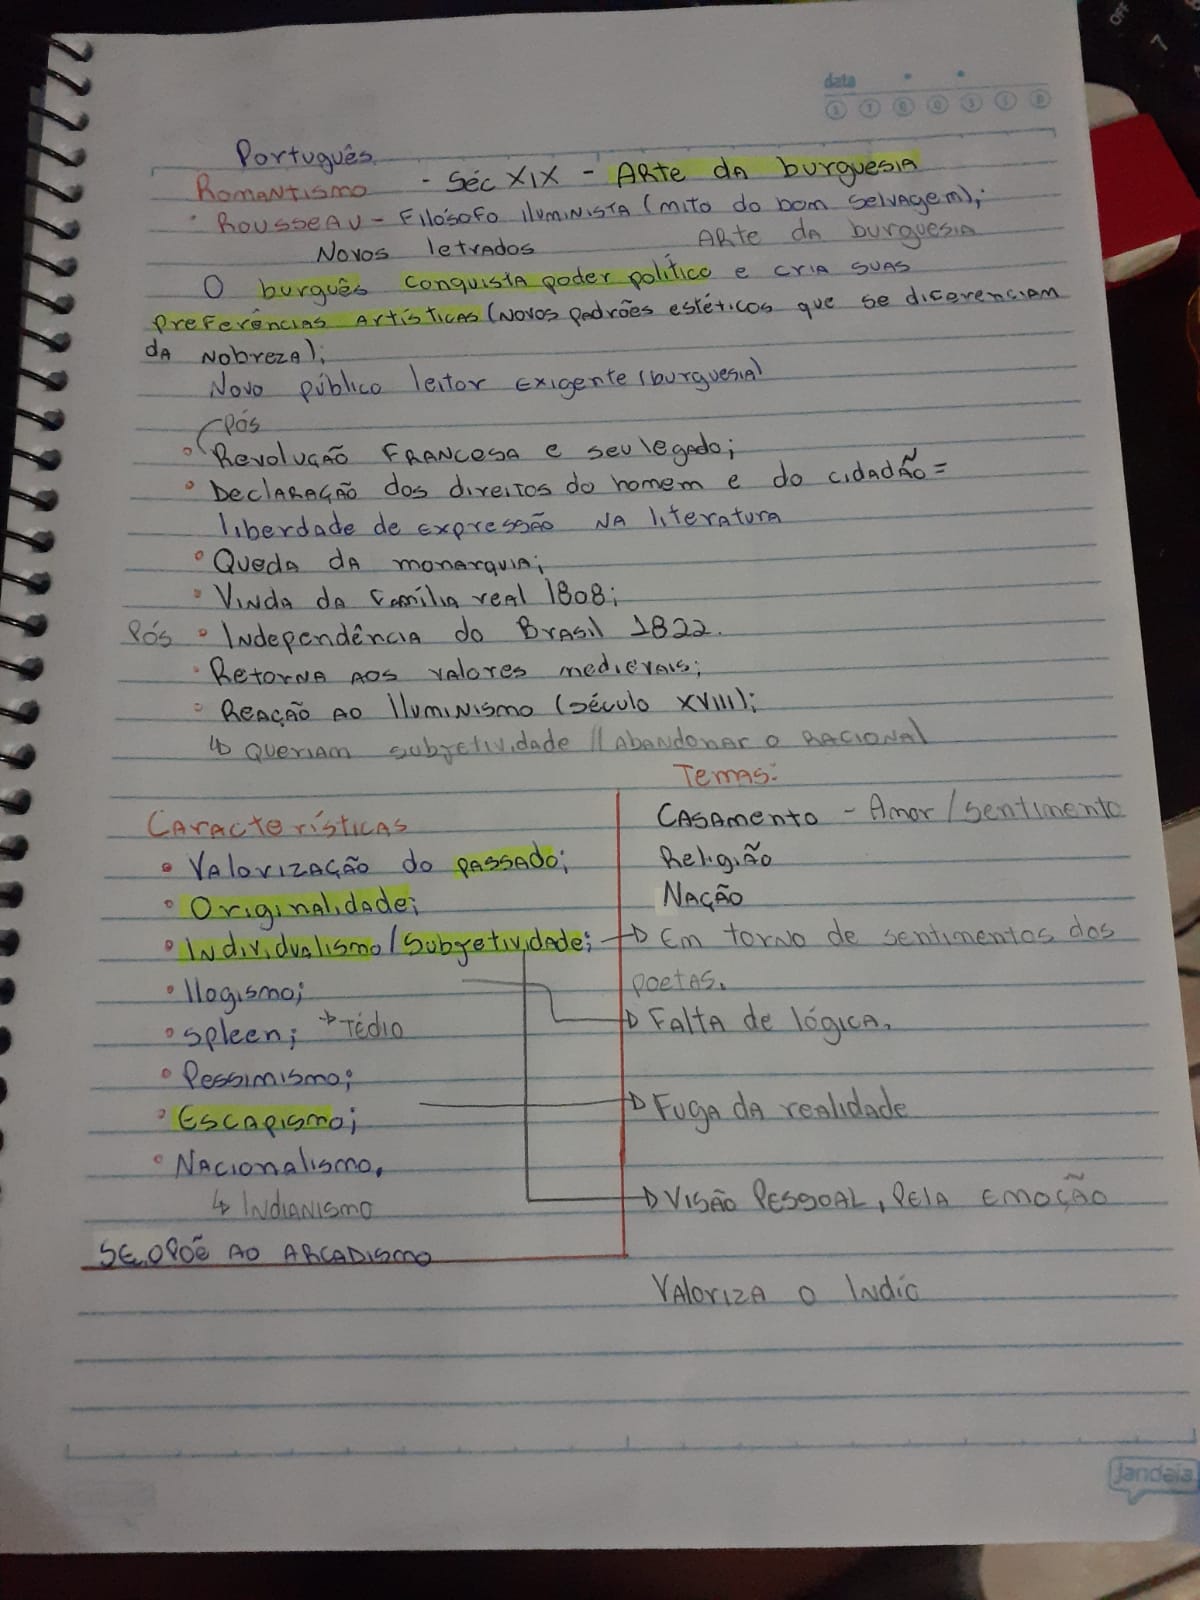 data
OFF
7
Português
Romantismo - Séc XIX - Arte da burguesia
Rousseau - Filósofo iluminista (mito do bom selvagem);
Novos letrados Arte da burguesia
O burguês conquista poder político e cria suas
preferências artísticas (novos padrões estéticos que se diferenciam
da nobreza);
Novo público leitor exigente (burguesia)
Pós
Revolução Francesa e seu legado;
Declaração dos direitos do homem e do cidadão =
liberdade de expressão na literatura
Queda da monarquia;
Vinda da família real 1808;
Pós Independência do Brasil 1822.
Retorna aos valores medievais;
Reação ao Iluminismo (século XVIII);
↳ Queriam subjetividade // Abandonar o racional
Temas:
Casamento - Amor / sentimento
Características
Religião
Valorização do passado;
Nação
Originalidade;
Individualismo / Subjetividade; → Em torno de sentimentos dos
poetas.
Ilogismo;
→ Falta de lógica.
Spleen; → Tédio
Pessimismo;
Escapismo; → Fuga da realidade
Nacionalismo.
→ Visão pessoal, pela emoção
↳ Indianismo
Se opõe ao Arcadismo
Valoriza o Indio
jandaia